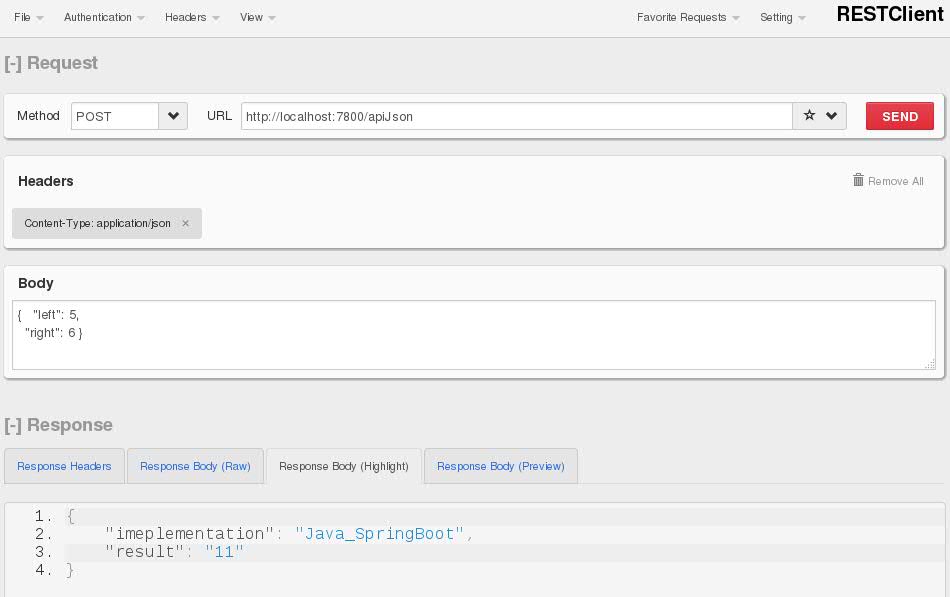 File Authentication Headers View Favorite Requests Setting RESTClient
[-] Request
Method POST URL http://localhost:7800/apiJson SEND
Headers Remove All
Content-Type: application/json ×
Body
{ "left": 5,
"right": 6 }
[-] Response
Response Headers Response Body (Raw) Response Body (Highlight) Response Body (Preview)
1. {
2. "imeplementation": "Java_SpringBoot",
3. "result": "11"
4. }